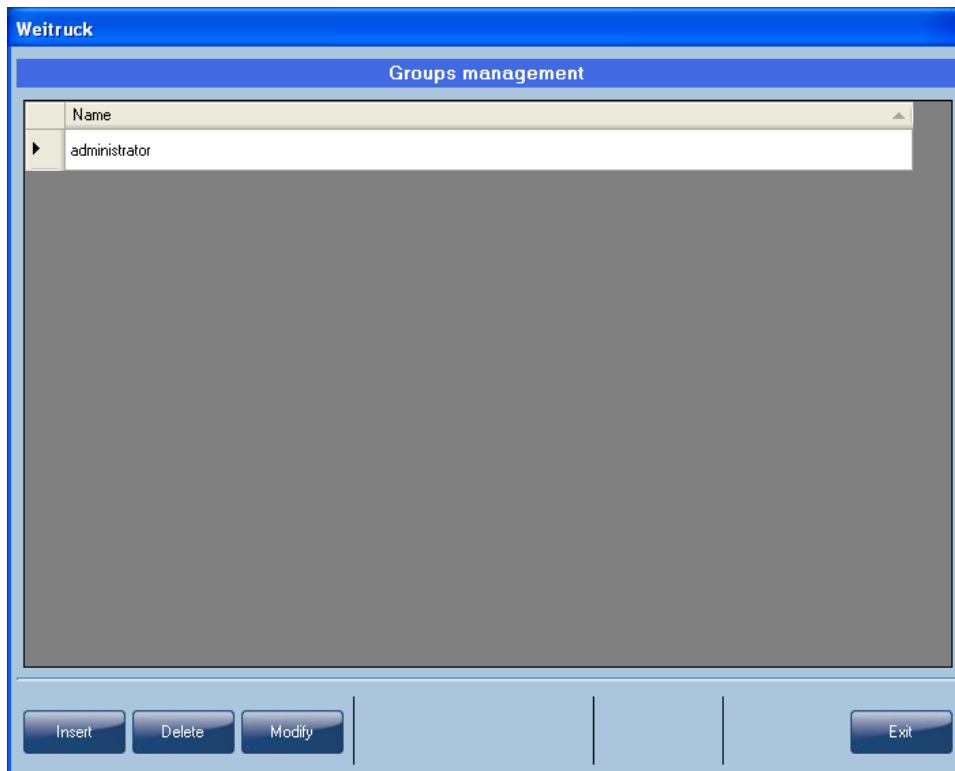 Weitruck
Groups management
Name
administrator
Insert Delete Modify Exit